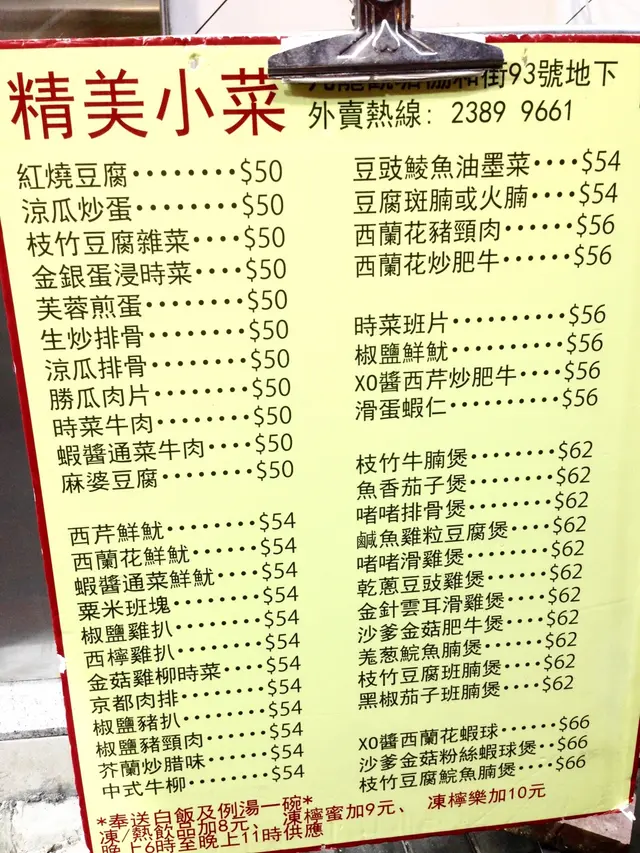 精美小菜
街93號地下
外賣熱線: 2389 9661
紅燒豆腐········$50
涼瓜炒蛋········$50
枝竹豆腐雜菜····$50
金銀蛋浸時菜····$50
芙蓉煎蛋········$50
生炒排骨········$50
涼瓜排骨········$50
勝瓜肉片········$50
時菜牛肉········$50
蝦醬通菜牛肉····$50
麻婆豆腐········$50
西芹鮮魷········$54
西蘭花鮮魷······$54
蝦醬通菜鮮魷····$54
粟米班塊········$54
椒鹽雞扒········$54
西檸雞扒········$54
金菇雞柳時菜····$54
京都肉排········$54
椒鹽豬扒········$54
椒鹽豬頸肉······$54
芥蘭炒腊味······$54
中式牛柳········$54
豆豉鯪魚油墨菜····$54
豆腐斑腩或火腩····$54
西蘭花豬頸肉······$56
西蘭花炒肥牛······$56
時菜班片··········$56
椒鹽鮮魷··········$56
XO醬西芹炒肥牛····$56
滑蛋蝦仁··········$56
枝竹牛腩煲········$62
魚香茄子煲········$62
啫啫排骨煲········$62
鹹魚雞粒豆腐煲····$62
啫啫滑雞煲········$62
乾蔥豆豉雞煲······$62
金針雲耳滑雞煲····$62
沙爹金菇肥牛煲····$62
羗葱鯇魚腩煲······$62
枝竹豆腐班腩煲····$62
黑椒茄子班腩煲····$62
XO醬西蘭花蝦球·····$66
沙爹金菇粉絲蝦球煲··$66
枝竹豆腐鯇魚腩煲···$66
*奉送白飯及例湯一碗*
凍/熱飲品加8元、 凍檸蜜加9元、 凍檸樂加10元
晚上6時至晚上11時供應